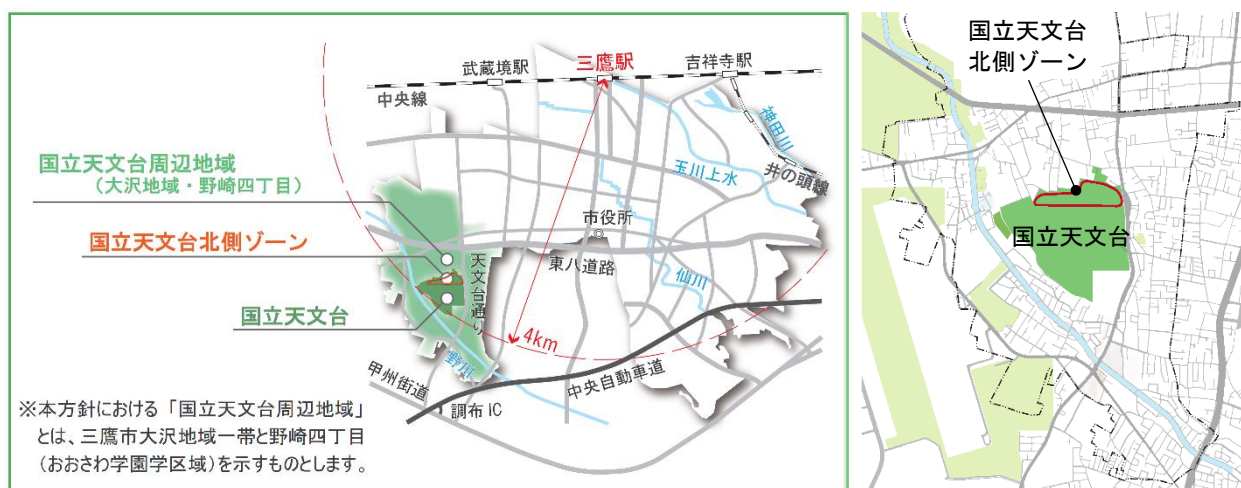 武蔵境駅
三鷹駅
吉祥寺駅
中央線
神田川
国立天文台周辺地域
（大沢地域・野崎四丁目）
玉川上水
井の頭線
市役所
国立天文台北側ゾーン
天文台通り
東八道路
仙川
国立天文台
4km
野川
甲州街道
中央自動車道
調布IC
※本方針における「国立天文台周辺地域」
とは、三鷹市大沢地域一帯と野崎四丁目
（おおさわ学園学区域）を示すものとします。
国立天文台
北側ゾーン
国立天文台